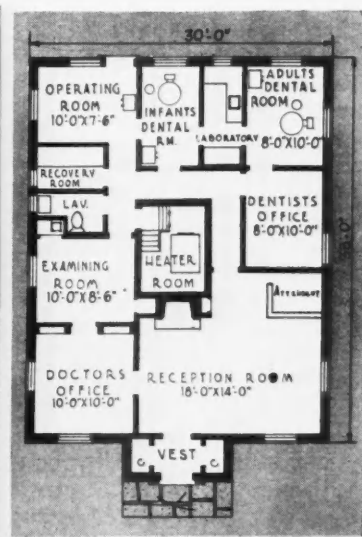 30'-0"
OPERATING
ROOM
10'-0"X7'-6"
INFANTS
DENTAL
RM.
ADULTS
DENTAL
ROOM
8'-0"X10'-0"
LABORATORY
RECOVERY
ROOM
LAV.
DENTISTS
OFFICE
8'-0"X10'-0"
EXAMINING
ROOM
10'-0"X8'-6"
HEATER
ROOM
DOCTORS
OFFICE
10'-0"X10'-0"
RECEPTION ROOM
18'-0"X14'-0"
VEST